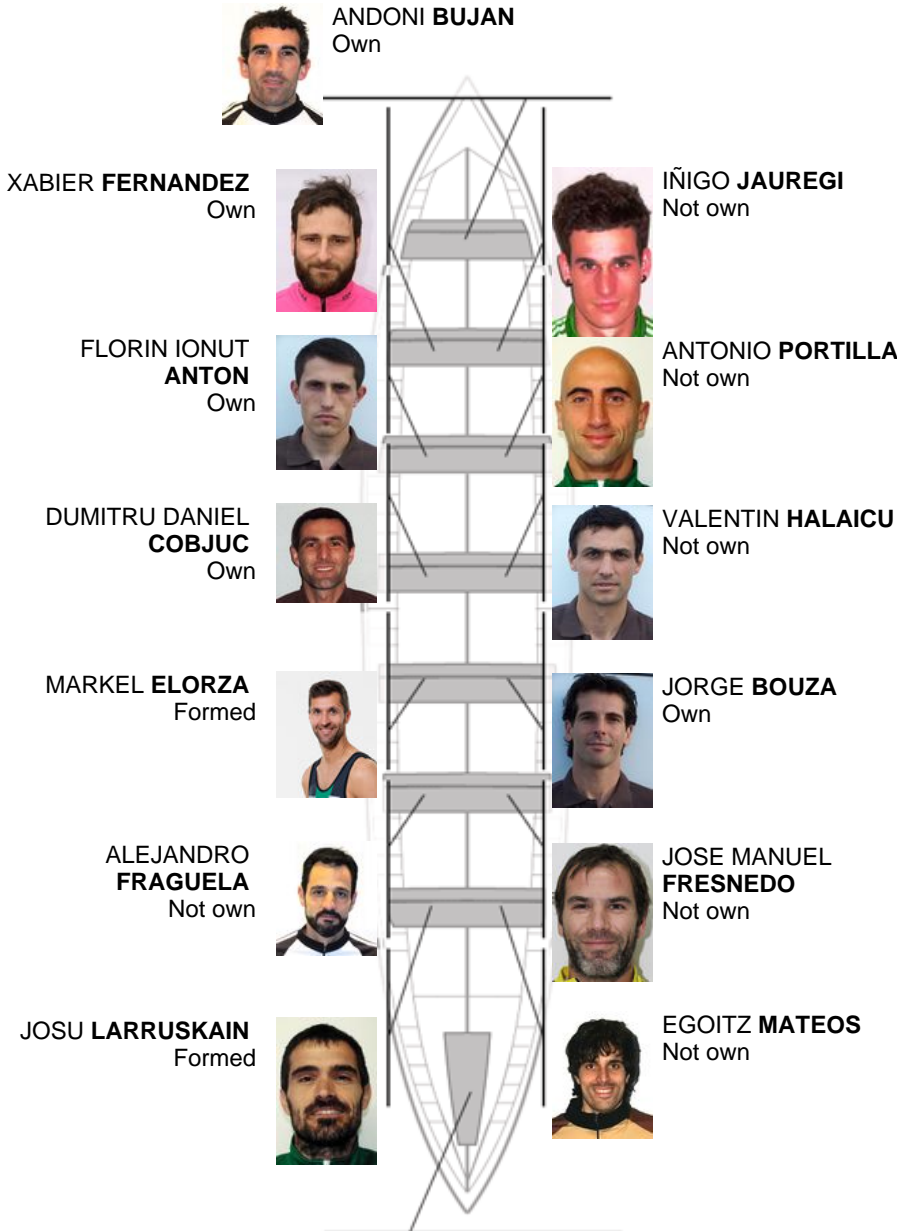 ANDONI BUJAN
Own
XABIER FERNANDEZ
Own
IÑIGO JAUREGI
Not own
FLORIN IONUT
ANTON
Own
ANTONIO PORTILLA
Not own
DUMITRU DANIEL
COBJUC
Own
VALENTIN HALAICU
Not own
MARKEL ELORZA
Formed
JORGE BOUZA
Own
ALEJANDRO
FRAGUELA
Not own
JOSE MANUEL
FRESNEDO
Not own
JOSU LARRUSKAIN
Formed
EGOITZ MATEOS
Not own